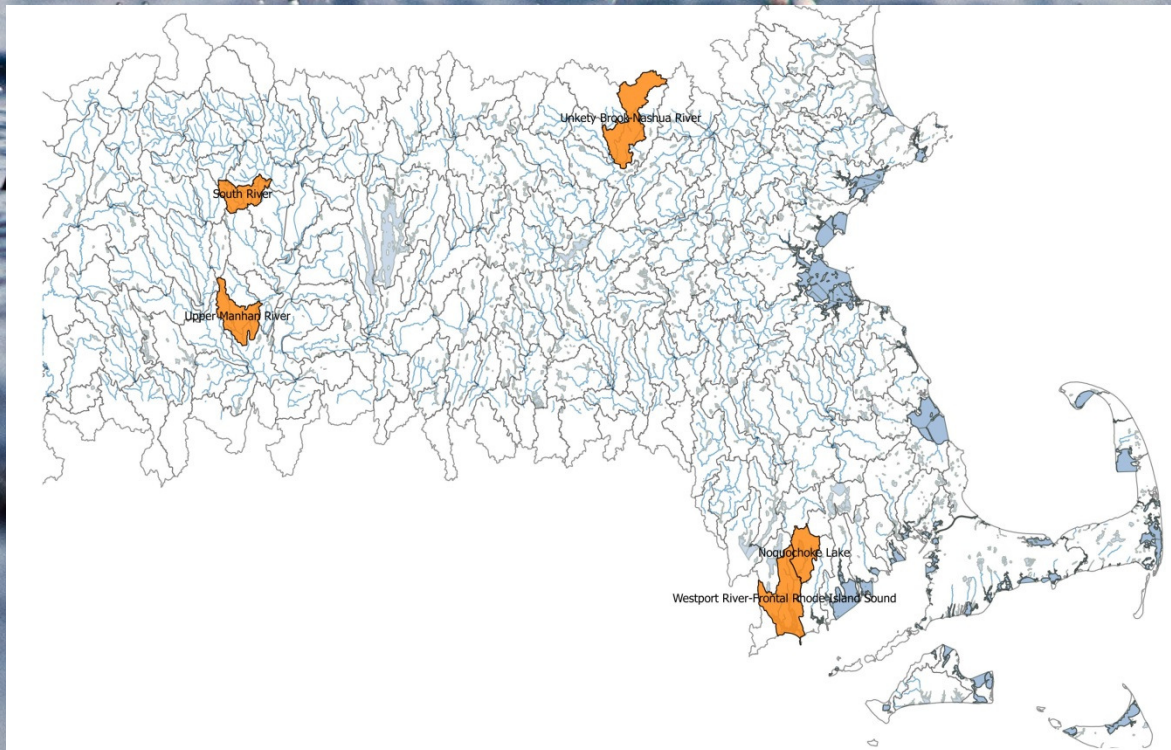 Unkety Brook-Nashua River
South River
Upper Manhan River
Noquochoke Lake
Westport River-Frontal Rhode Island Sound